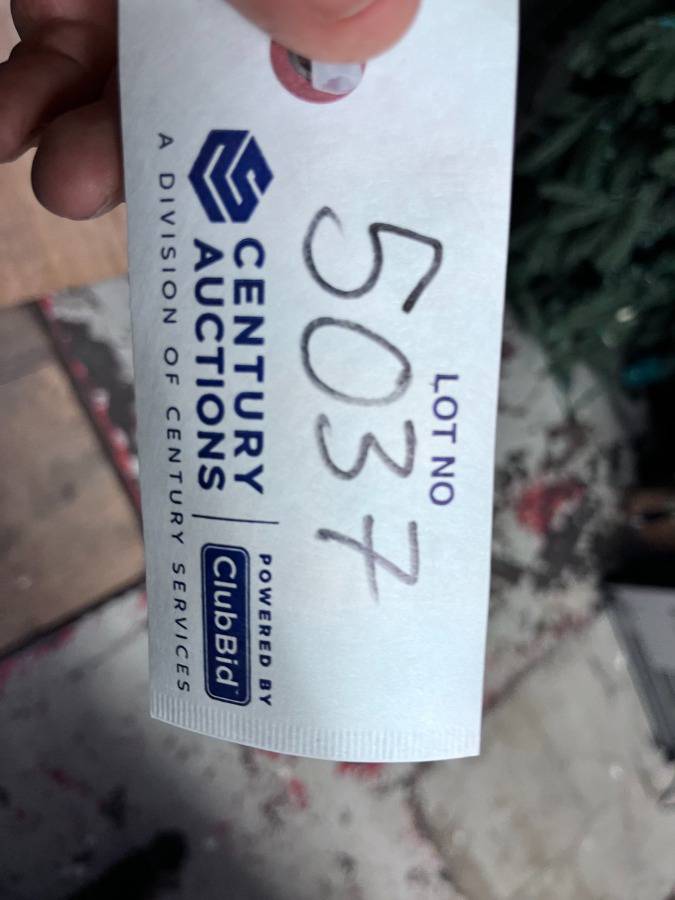 LOT NO
5037
CENTURY
AUCTIONS
POWERED BY
ClubBid
A DIVISION OF CENTURY SERVICES